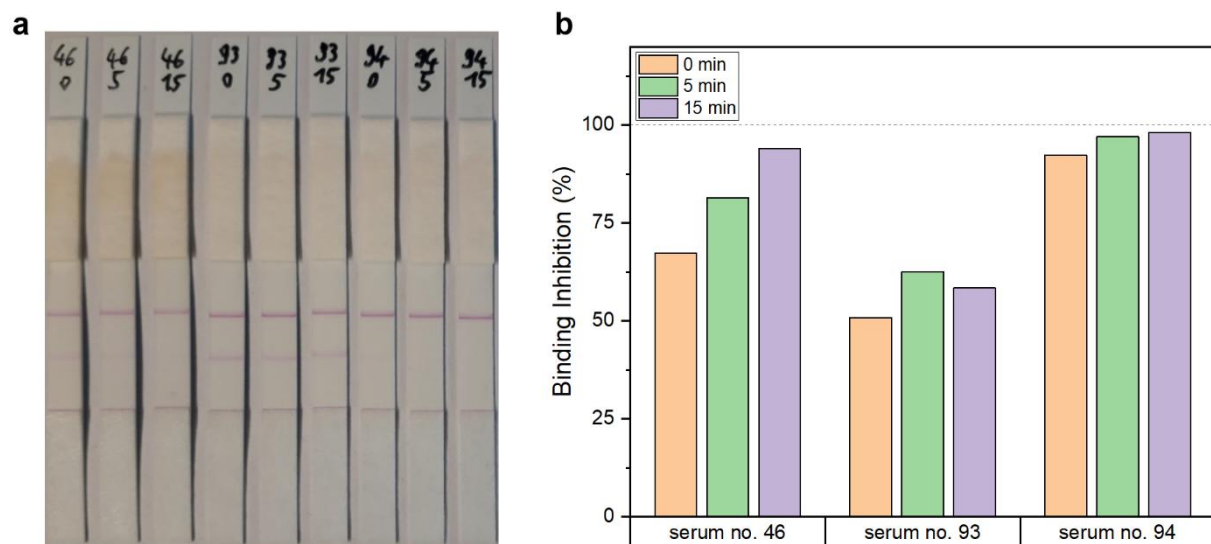 a
46 46 46 93 93 93 94 94 94
0 5 15 0 5 15 0 5 15
b
0 min
5 min
15 min
Binding Inhibition (%)
100
75
50
25
0
serum no. 46 serum no. 93 serum no. 94